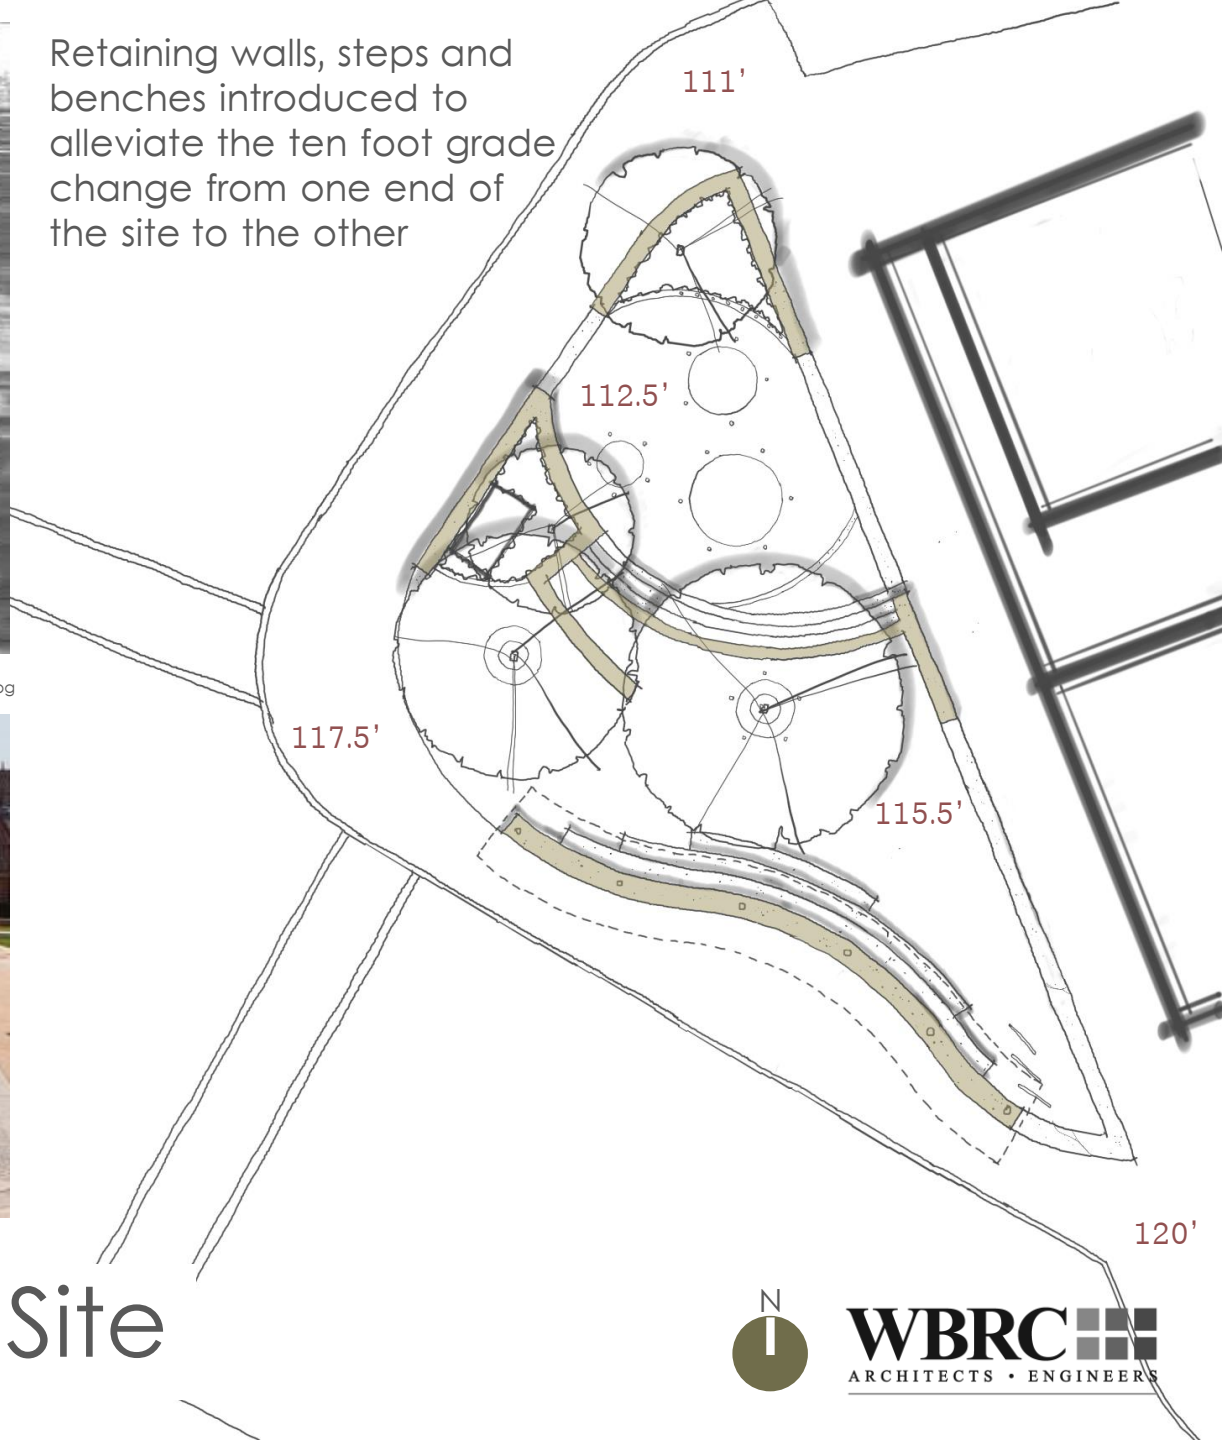 Retaining walls, steps and
benches introduced to
alleviate the ten foot grade
change from one end of
the site to the other
111’
112.5’
117.5’
115.5’
120’
Site
N
WBRC
ARCHITECTS • ENGINEERS